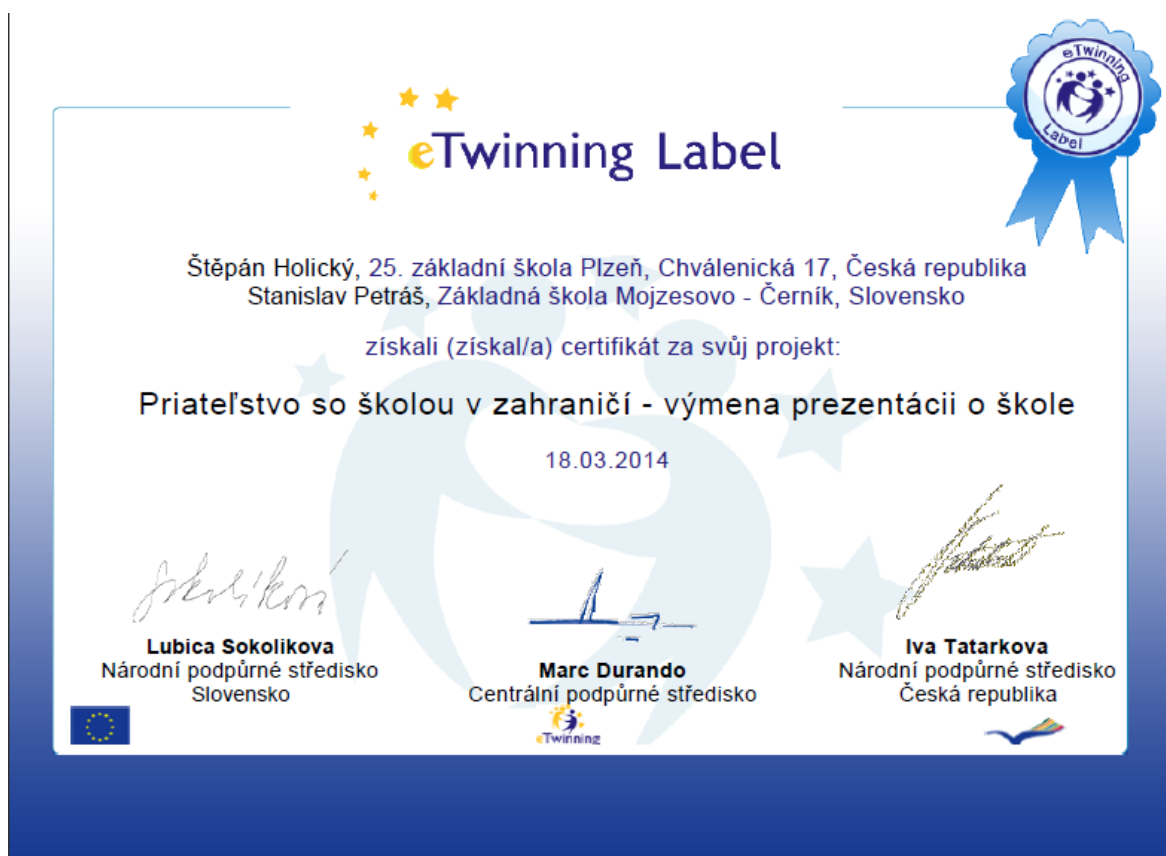 eTwinning
Label
eTwinning Label
Štěpán Holický, 25. základní škola Plzeň, Chválenická 17, Česká republika
Stanislav Petráš, Základná škola Mojzesovo - Černík, Slovensko
získali (získal/a) certifikát za svůj projekt:
Priateľstvo so školou v zahraničí - výmena prezentácii o škole
18.03.2014
Sokolíková
Lubica Sokolikova
Národní podpůrné středisko
Slovensko
Marc Durando
Centrální podpůrné středisko
eTwinning
Iva Tatarkova
Národní podpůrné středisko
Česká republika